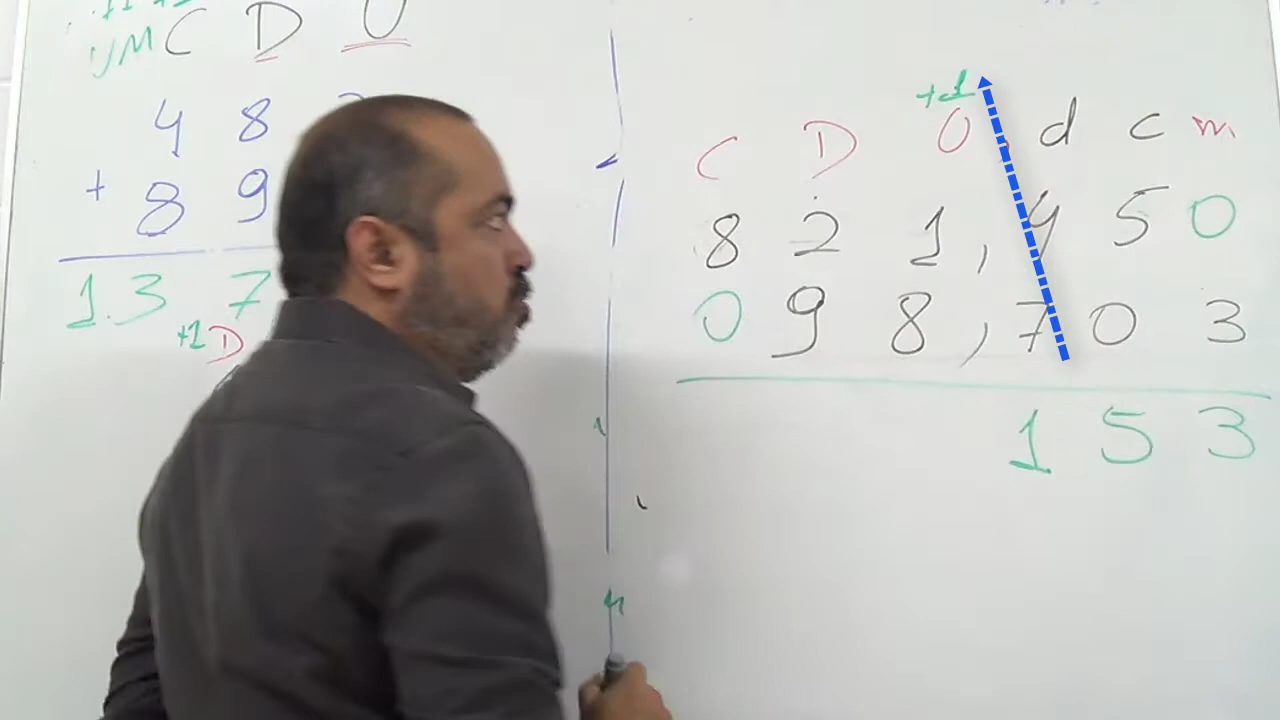 UM C D U
4 8
+ 8 9
13 7
+1 D
+1
C D U , d c m
8 2 1 , 4 5 0
0 9 8 , 7 0 3
1 5 3